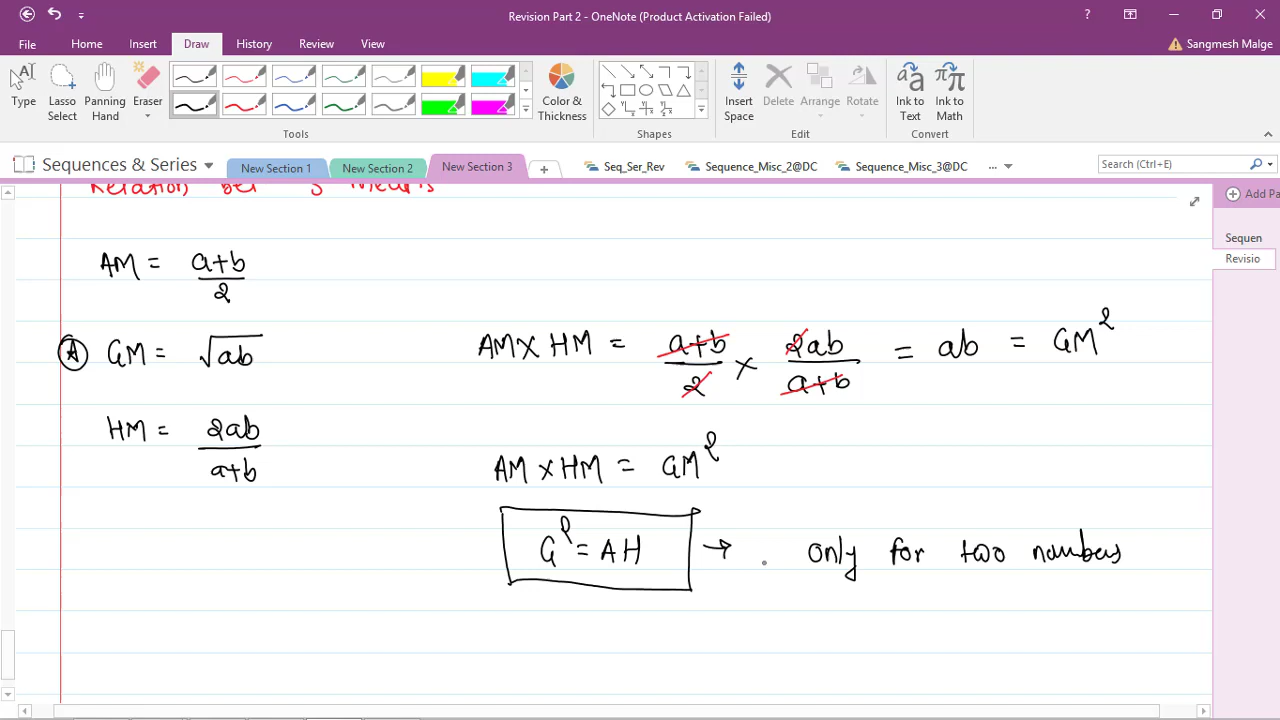 Revision Part 2 - OneNote (Product Activation Failed)
File Home Insert Draw History Review View
Sangmesh Malge
Type
Lasso Select
Panning Hand
Eraser
Color & Thickness
Insert Space
Delete
Arrange
Rotate
Ink to Text
Ink to Math
Tools Shapes Edit Convert
Sequences & Series New Section 1 New Section 2 New Section 3 Seq_Ser_Rev Sequence_Misc_2@DC Sequence_Misc_3@DC ... Search (Ctrl+E)
Add Pa
Sequen
Revisio
Relation bet 3 Means
AM = a+b/2
Ⓐ GM = √ab
HM = 2ab/a+b
AM × HM = a+b/2 × 2ab/a+b = ab = GM²
AM × HM = GM²
G² = AH → only for two numbers